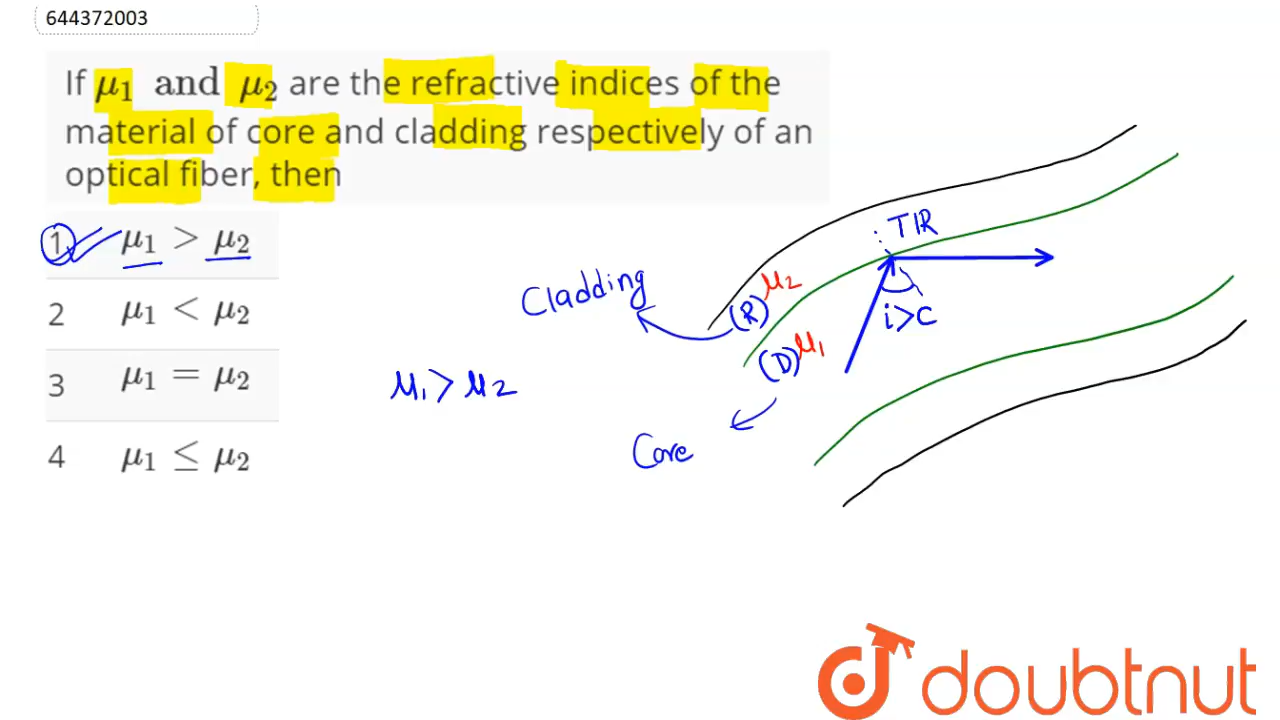 644372003
If μ₁ and μ₂ are the refractive indices of the
material of core and cladding respectively of an
optical fiber, then
1 μ₁ > μ₂
2 μ₁ < μ₂
3 μ₁ = μ₂
4 μ₁ ≤ μ₂
μ₁ > μ₂
Cladding
(R) μ₂
(D) μ₁
Core
: TIR
i>C
doubtnut